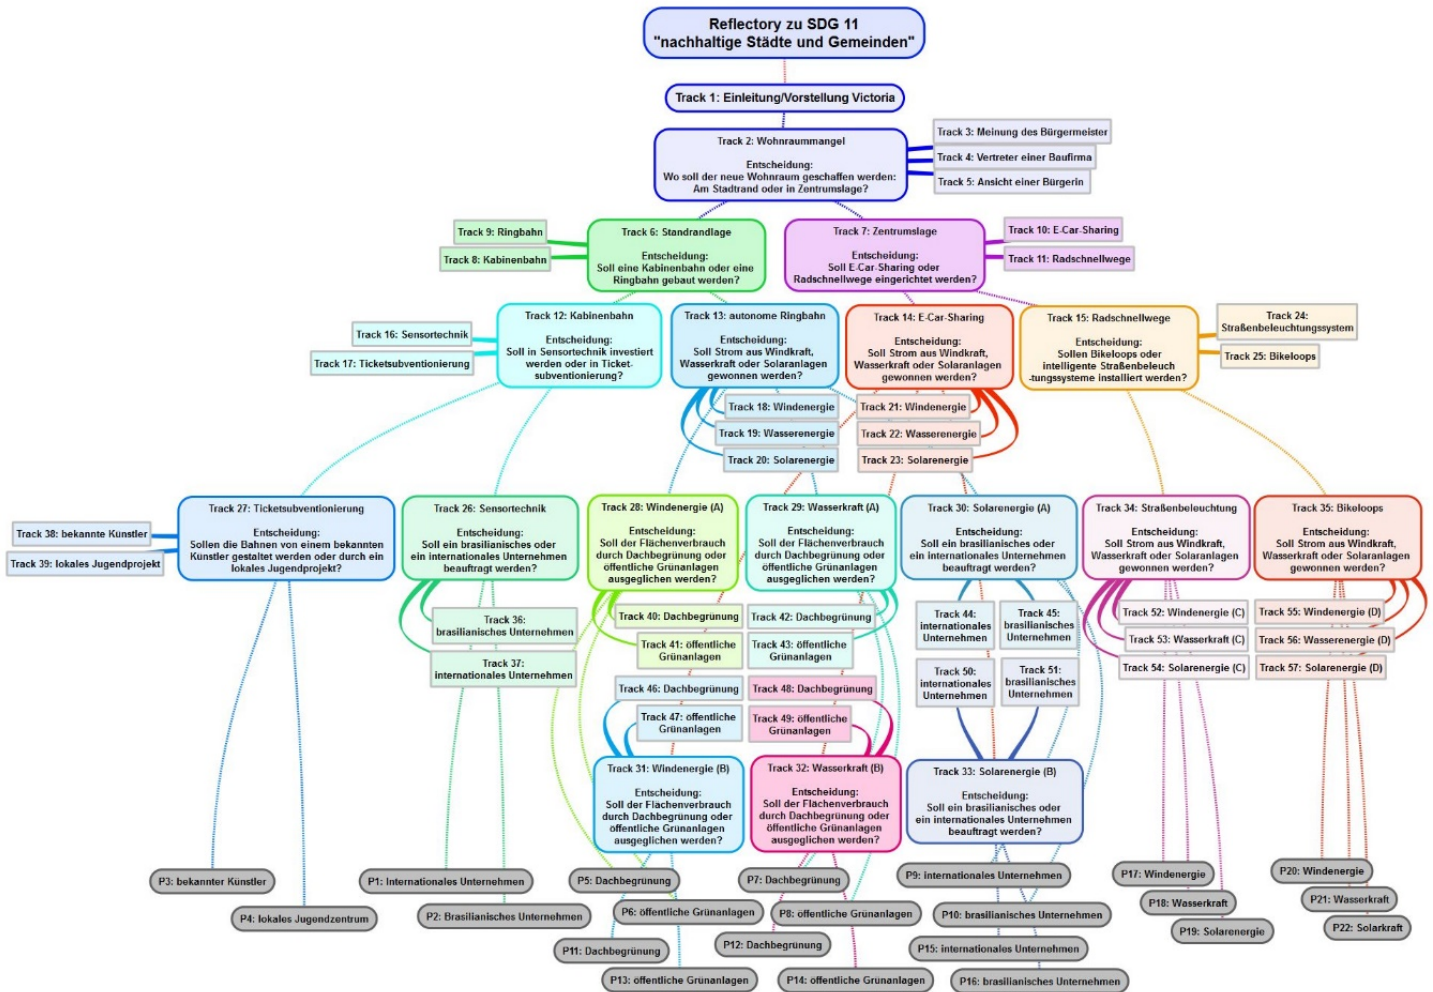 Reflectory zu SDG 11
"nachhaltige Städte und Gemeinden"
Track 1: Einleitung/Vorstellung Victoria
Track 2: Wohnraummangel
Entscheidung:
Wo soll der neue Wohnraum geschaffen werden:
Am Stadtrand oder in Zentrumslage?
Track 3: Meinung des Bürgermeister
Track 4: Vertreter einer Baufirma
Track 5: Ansicht einer Bürgerin
Track 9: Ringbahn
Track 8: Kabinenbahn
Track 6: Standrandlage
Entscheidung:
Soll eine Kabinenbahn oder eine
Ringbahn gebaut werden?
Track 7: Zentrumslage
Entscheidung:
Soll E-Car-Sharing oder
Radschnellwege eingerichtet werden?
Track 10: E-Car-Sharing
Track 11: Radschnellwege
Track 16: Sensortechnik
Track 17: Ticketsubventionierung
Track 12: Kabinenbahn
Entscheidung:
Soll in Sensortechnik investiert
werden oder in Ticket-
subventionierung?
Track 13: autonome Ringbahn
Entscheidung:
Soll Strom aus Windkraft,
Wasserkraft oder Solaranlagen
gewonnen werden?
Track 14: E-Car-Sharing
Entscheidung:
Soll Strom aus Windkraft,
Wasserkraft oder Solaranlagen
gewonnen werden?
Track 15: Radschnellwege
Entscheidung:
Sollen Bikeloops oder
intelligente Straßenbeleuch
-tungssysteme installiert werden?
Track 24:
Straßenbeleuchtungssystem
Track 25: Bikeloops
Track 18: Windenergie
Track 19: Wasserenergie
Track 20: Solarenergie
Track 21: Windenergie
Track 22: Wasserenergie
Track 23: Solarenergie
Track 38: bekannte Künstler
Track 39: lokales Jugendprojekt
Track 27: Ticketsubventionierung
Entscheidung:
Sollen die Bahnen von einem bekannten
Künstler gestaltet werden oder durch ein
lokales Jugendprojekt?
Track 26: Sensortechnik
Entscheidung:
Soll ein brasilianisches oder
ein internationales Unternehmen
beauftragt werden?
Track 28: Windenergie (A)
Entscheidung:
Soll der Flächenverbrauch
durch Dachbegrünung oder
öffentliche Grünanlagen
ausgeglichen werden?
Track 29: Wasserkraft (A)
Entscheidung:
Soll der Flächenverbrauch
durch Dachbegrünung oder
öffentliche Grünanlagen
ausgeglichen werden?
Track 30: Solarenergie (A)
Entscheidung:
Soll ein brasilianisches oder
ein internationales Unternehmen
beauftragt werden?
Track 34: Straßenbeleuchtung
Entscheidung:
Soll Strom aus Windkraft,
Wasserkraft oder Solaranlagen
gewonnen werden?
Track 35: Bikeloops
Entscheidung:
Soll Strom aus Windkraft,
Wasserkraft oder Solaranlagen
gewonnen werden?
Track 36:
brasilianisches Unternehmen
Track 37:
internationales Unternehmen
Track 40: Dachbegrünung
Track 41: öffentliche
Grünanlagen
Track 42: Dachbegrünung
Track 43: öffentliche
Grünanlagen
Track 44:
internationales
Unternehmen
Track 45:
brasilianisches
Unternehmen
Track 52: Windenergie (C)
Track 53: Wasserkraft (C)
Track 54: Solarenergie (C)
Track 55: Windenergie (D)
Track 56: Wasserenergie (D)
Track 57: Solarenergie (D)
Track 46: Dachbegrünung
Track 47: öffentliche
Grünanlagen
Track 48: Dachbegrünung
Track 49: öffentliche
Grünanlagen
Track 50:
internationales
Unternehmen
Track 51:
brasilianisches
Unternehmen
Track 31: Windenergie (B)
Entscheidung:
Soll der Flächenverbrauch
durch Dachbegrünung oder
öffentliche Grünanlagen
ausgeglichen werden?
Track 32: Wasserkraft (B)
Entscheidung:
Soll der Flächenverbrauch
durch Dachbegrünung oder
öffentliche Grünanlagen
ausgeglichen werden?
Track 33: Solarenergie (B)
Entscheidung:
Soll ein brasilianisches oder
ein internationales Unternehmen
beauftragt werden?
P3: bekannter Künstler
P4: lokales Jugendzentrum
P1: Internationales Unternehmen
P2: Brasilianisches Unternehmen
P5: Dachbegrünung
P6: öffentliche Grünanlagen
P11: Dachbegrünung
P13: öffentliche Grünanlagen
P7: Dachbegrünung
P8: öffentliche Grünanlagen
P12: Dachbegrünung
P14: öffentliche Grünanlagen
P9: internationales Unternehmen
P10: brasilianisches Unternehmen
P15: internationales Unternehmen
P16: brasilianisches Unternehmen
P17: Windenergie
P18: Wasserkraft
P19: Solarenergie
P20: Windenergie
P21: Wasserkraft
P22: Solarkraft